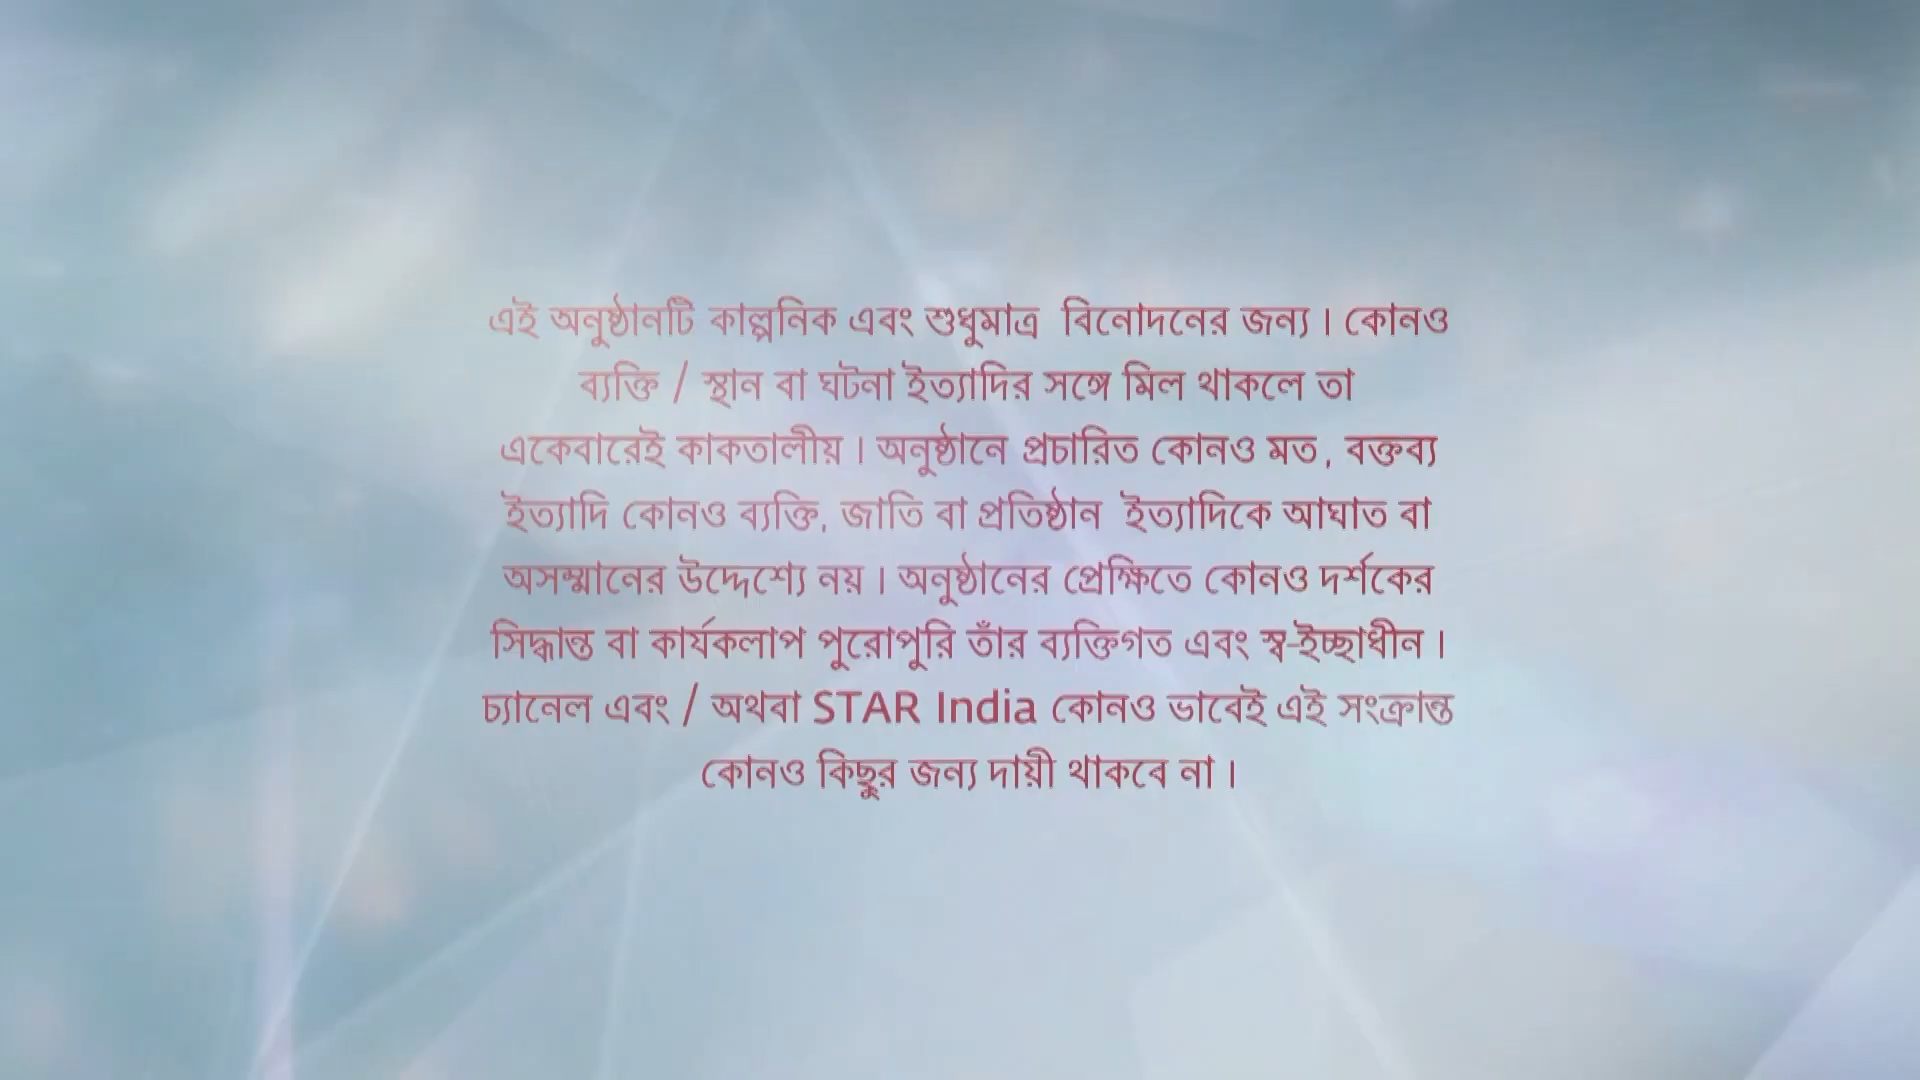 এই অনুষ্ঠানটি কাল্পনিক এবং শুধুমাত্র বিনোদনের জন্য । কোনও
ব্যক্তি / স্থান বা ঘটনা ইত্যাদির সঙ্গে মিল থাকলে তা
একেবারেই কাকতালীয় । অনুষ্ঠানে প্রচারিত কোনও মত , বক্তব্য
ইত্যাদি কোনও ব্যক্তি, জাতি বা প্রতিষ্ঠান ইত্যাদিকে আঘাত বা
অসম্মানের উদ্দেশ্যে নয় । অনুষ্ঠানের প্রেক্ষিতে কোনও দর্শকের
সিদ্ধান্ত বা কার্যকলাপ পুরোপুরি তাঁর ব্যক্তিগত এবং স্ব-ইচ্ছাধীন ।
চ্যানেল এবং / অথবা STAR India কোনও ভাবেই এই সংক্রান্ত
কোনও কিছুর জন্য দায়ী থাকবে না ।